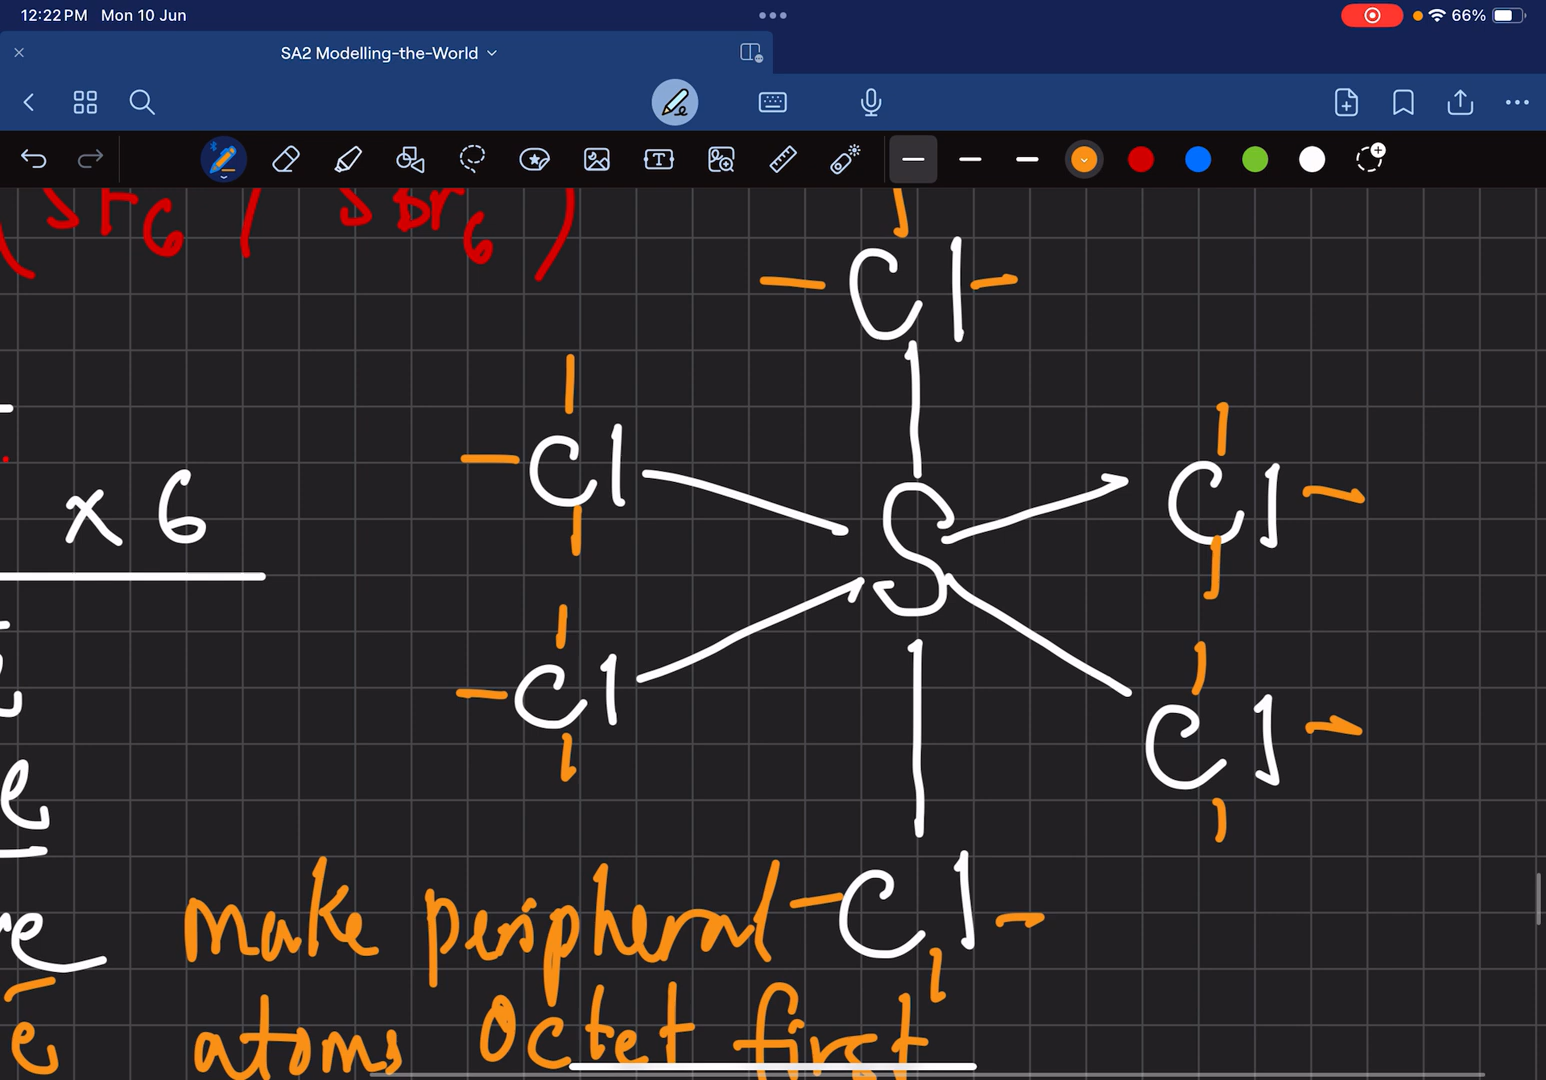 12:22 PM Mon 10 Jun
66%
SA2 Modelling-the-World
SF6 / SBr6 )
Cl
Cl
Cl
x 6
S
Cl
Cl
e
make peripheral Cl
re
atoms Octet first
e